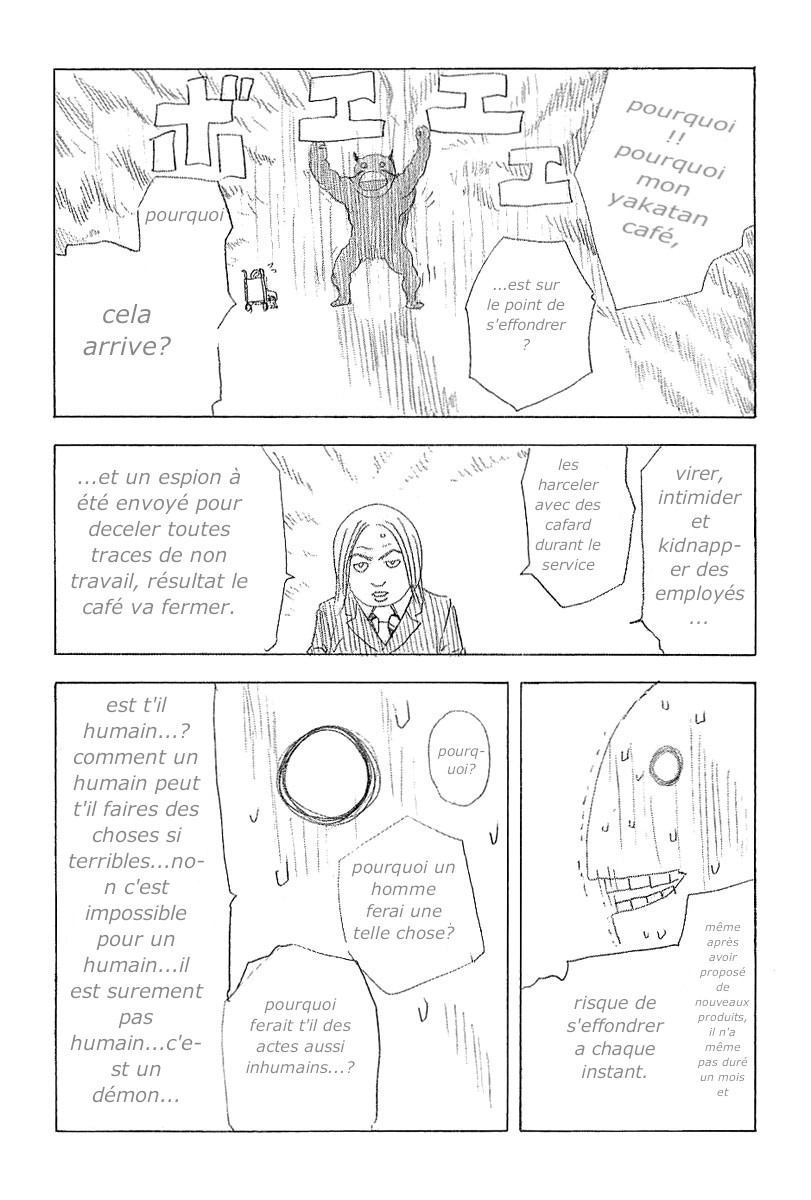 pourquoi
!!
pourquoi
mon
yakatan
café,
...est sur
le point de
s'effondrer
?
ボエエエ
pourquoi
cela
arrive?
virer,
intimider
et
kidnapp-
er des
employés
...
les
harceler
avec des
cafard
durant le
service
...et un espion à
été envoyé pour
deceler toutes
traces de non
travail, résultat le
café va fermer.
même
après
avoir
proposé
de
nouveaux
produits,
il n'a
même
pas duré
un mois
et
risque de
s'effondrer
a chaque
instant.
pourq-
uoi?
pourquoi un
homme
ferai une
telle chose?
pourquoi
ferait t'il des
actes aussi
inhumains...?
est t'il
humain...?
comment un
humain peut
t'il faires des
choses si
terribles...no-
n c'est
impossible
pour un
humain...il
est surement
pas
humain...c'e-
st un
démon...